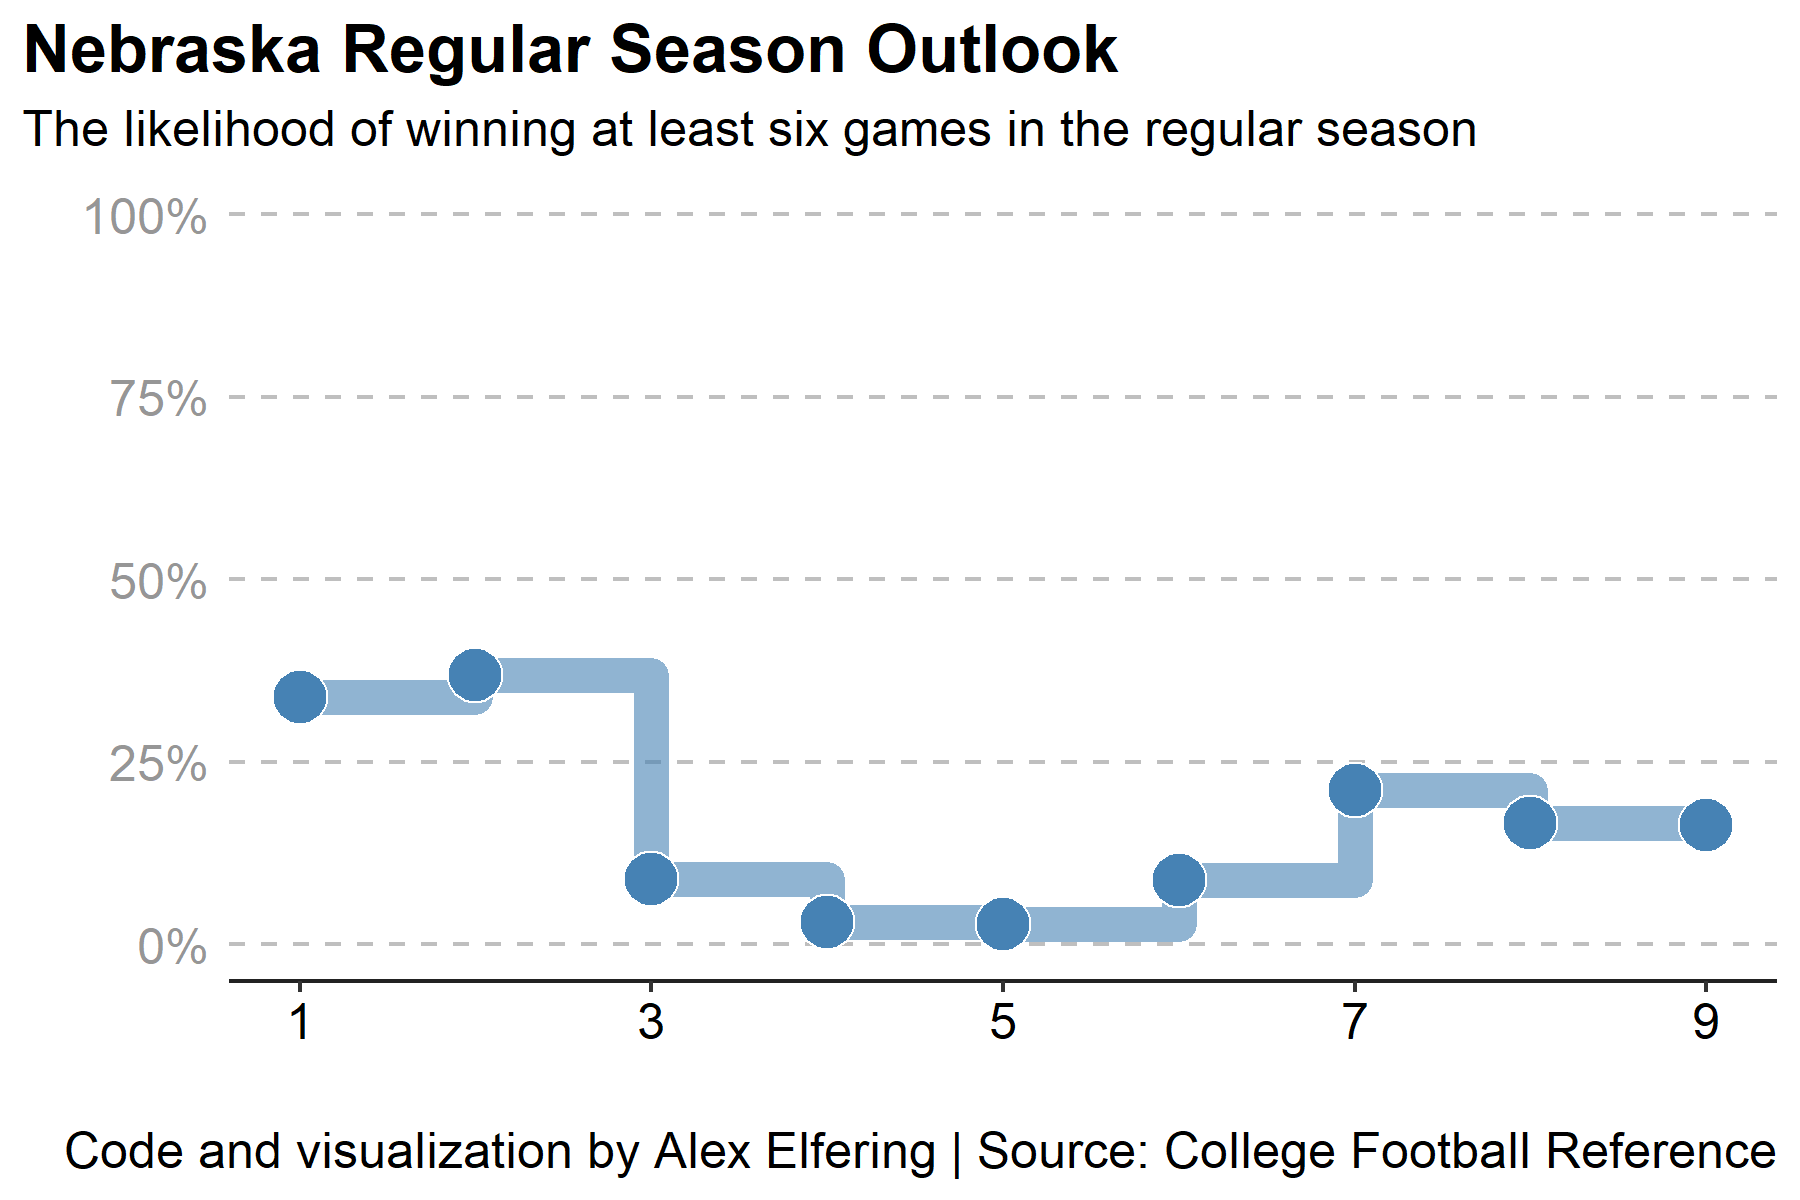 Nebraska Regular Season Outlook
The likelihood of winning at least six games in the regular season
100%
75%
50%
25%
0%
1 3 5 7 9
Code and visualization by Alex Elfering | Source: College Football Reference